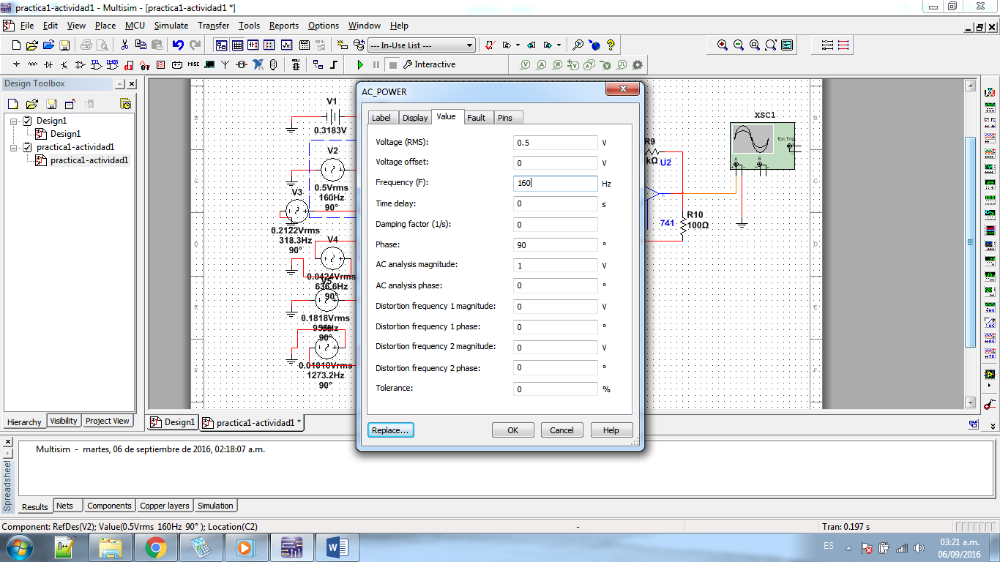 practica1-actividad1 - Multisim - [practica1-actividad1 *]
File Edit View Place MCU Simulate Transfer Tools Reports Options Window Help
--- In-Use List ---
Interactive
Design Toolbox
Design1
Design1
practica1-actividad1
practica1-actividad1
Hierarchy Visibility Project View
V1
0.3183V
V2
0.5Vrms
160Hz
90°
V3
0.2122Vrms
318.3Hz
90°
V4
0.0424Vrms
636.6Hz
90°
0.1818Vrms
90°
0.01010Vrms
1273.2Hz
90°
AC_POWER
Label Display Value Fault Pins
Voltage (RMS): 0.5 V
Voltage offset: 0 V
Frequency (F): 160 Hz
Time delay: 0 s
Damping factor (1/s): 0
Phase: 90 °
AC analysis magnitude: 1 V
AC analysis phase: 0 °
Distortion frequency 1 magnitude: 0 V
Distortion frequency 1 phase: 0 °
Distortion frequency 2 magnitude: 0 V
Distortion frequency 2 phase: 0 °
Tolerance: 0 %
Replace... OK Cancel Help
R9
kΩ U2
741
R10
100Ω
XSC1
Ext Trig
A B
Design1 practica1-actividad1 *
Multisim - martes, 06 de septiembre de 2016, 02:18:07 a.m.
Spreadsheet
Results Nets Components Copper layers Simulation
Component: RefDes(V2); Value(0.5Vrms 160Hz 90° ); Location(C2) - Tran: 0.197 s
ES
03:21 a.m.
06/09/2016